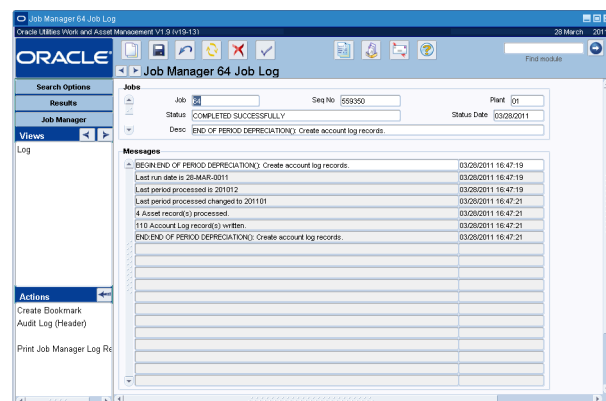 Job Manager 64 Job Log
Oracle Utilities Work and Asset Management V1.9 (v19-13) 28 March 201
ORACLE
Find module
Job Manager 64 Job Log
Search Options
Results
Job Manager
Views
Log
Jobs
Job 64 Seq No 559350 Plant 01
Status COMPLETED SUCCESSFULLY Status Date 03/28/2011
Desc END OF PERIOD DEPRECIATION(): Create account log records.
Messages
BEGIN:END OF PERIOD DEPRECIATION(): Create account log records. 03/28/2011 16:47:19
Last run date is 28-MAR-0011 03/28/2011 16:47:19
Last period processed is 201012 03/28/2011 16:47:19
Last period processed changed to 201101 03/28/2011 16:47:21
4 Asset record(s) processed. 03/28/2011 16:47:21
110 Account Log record(s) written. 03/28/2011 16:47:21
END:END OF PERIOD DEPRECIATION(): Create account log records. 03/28/2011 16:47:21
Actions
Create Bookmark
Audit Log (Header)
Print Job Manager Log Re